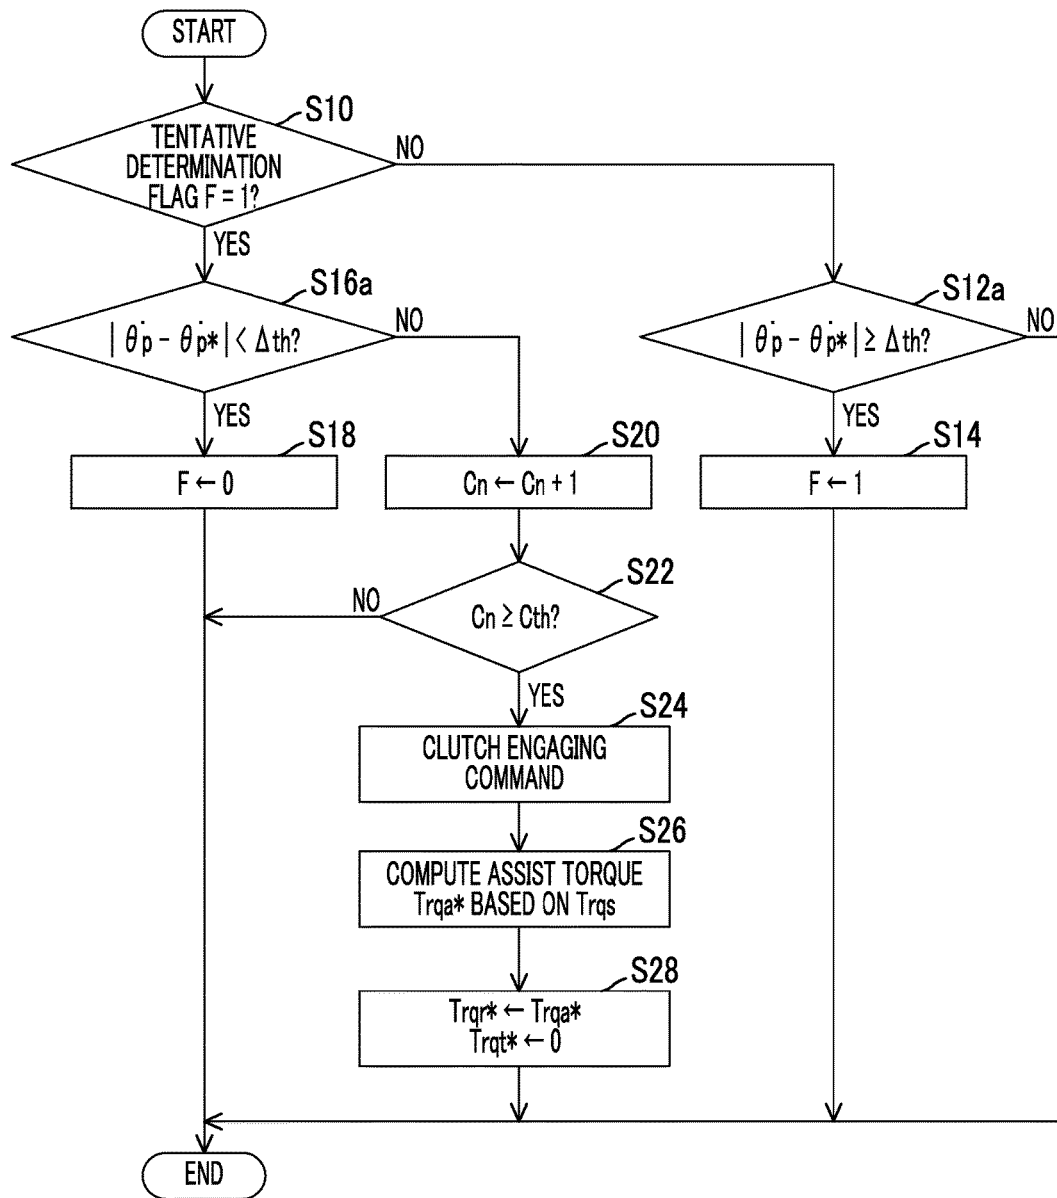 START
S10
TENTATIVE
DETERMINATION
FLAG F = 1?
NO
YES
S16a
| θ̇p - θ̇p* | < Δth?
NO
S12a
| θ̇p - θ̇p* | ≥ Δth?
NO
YES
YES
S18
F ← 0
S20
Cn ← Cn + 1
S14
F ← 1
S22
Cn ≥ Cth?
NO
YES
S24
CLUTCH ENGAGING
COMMAND
S26
COMPUTE ASSIST TORQUE
Trqa* BASED ON Trqs
S28
Trqr* ← Trqa*
Trqt* ← 0
END